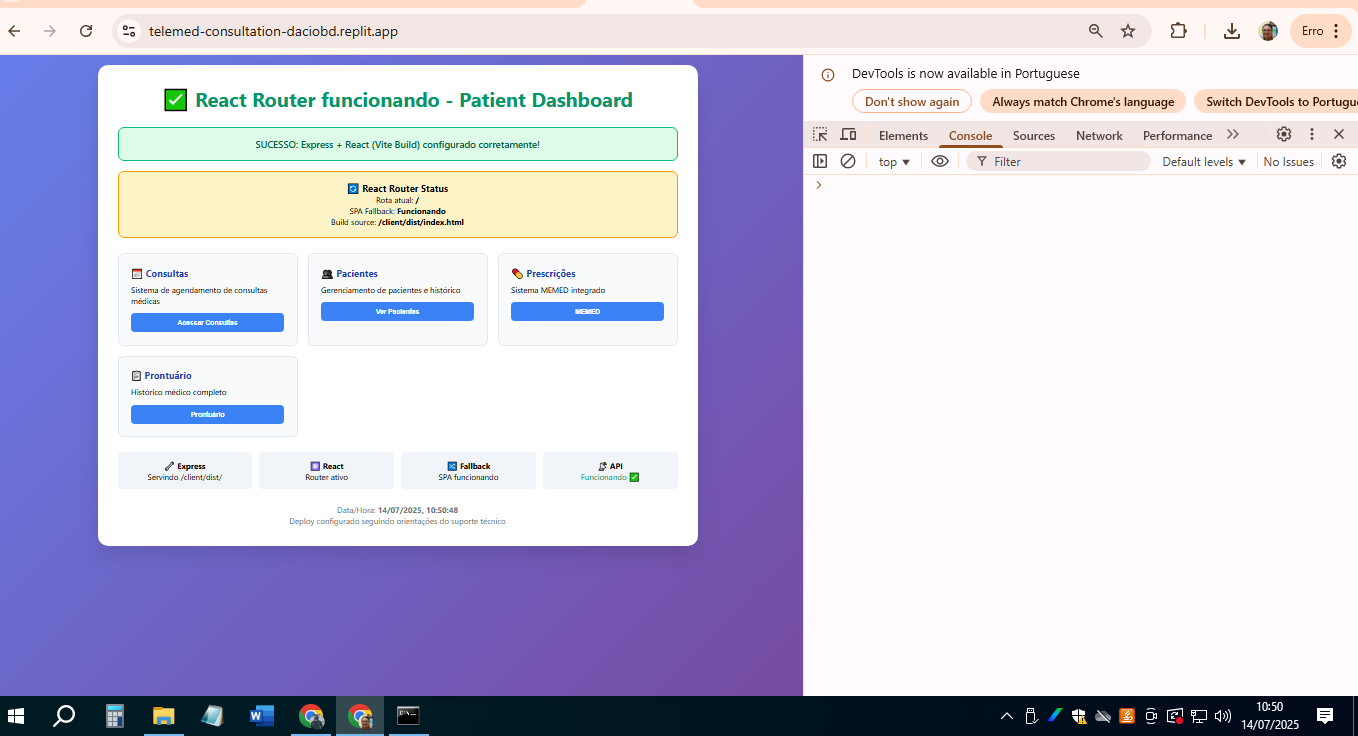 telemed-consultation-daciobd.replit.app
Erro
React Router funcionando - Patient Dashboard
SUCESSO: Express + React (Vite Build) configurado corretamente!
React Router Status
Rota atual: /
SPA Fallback: Funcionando
Build source: /client/dist/index.html
Consultas
Sistema de agendamento de consultas
médicas
Acessar Consultas
Pacientes
Gerenciamento de pacientes e histórico
Ver Pacientes
Prescrições
Sistema MEMED integrado
MEMED
Prontuário
Histórico médico completo
Prontuário
Express
Servindo /client/dist/
React
Router ativo
Fallback
SPA funcionando
API
Funcionando
Data/Hora: 14/07/2025, 10:50:48
Deploy configurado seguindo orientações do suporte técnico
DevTools is now available in Portuguese
Don't show again
Always match Chrome's language
Switch DevTools to Portugu
Elements
Console
Sources
Network
Performance
top
Filter
Default levels
No Issues
10:50
14/07/2025